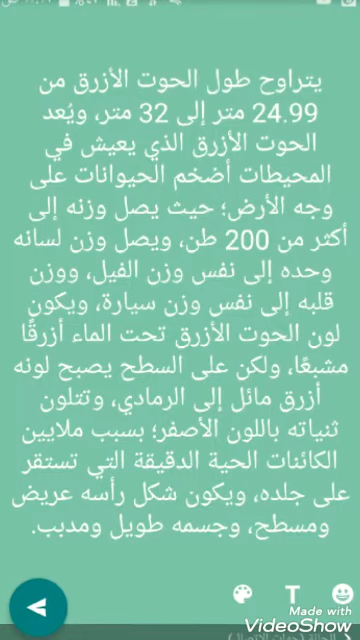 يتراوح طول الحوت الأزرق من
24.99 متر إلى 32 متر، ويُعد
الحوت الأزرق الذي يعيش في
المحيطات أضخم الحيوانات على
وجه الأرض؛ حيث يصل وزنه إلى
أكثر من 200 طن، ويصل وزن لسانه
وحده إلى نفس وزن الفيل، ووزن
قلبه إلى نفس وزن سيارة، ويكون
لون الحوت الأزرق تحت الماء أزرقًا
مشبعًا، ولكن على السطح يصبح لونه
أزرق مائل إلى الرمادي، وتتلون
ثنياته باللون الأصفر؛ بسبب ملايين
الكائنات الحية الدقيقة التي تستقر
على جلده، ويكون شكل رأسه عريض
ومسطح، وجسمه طويل ومدبب.
T
Made with
VideoShow